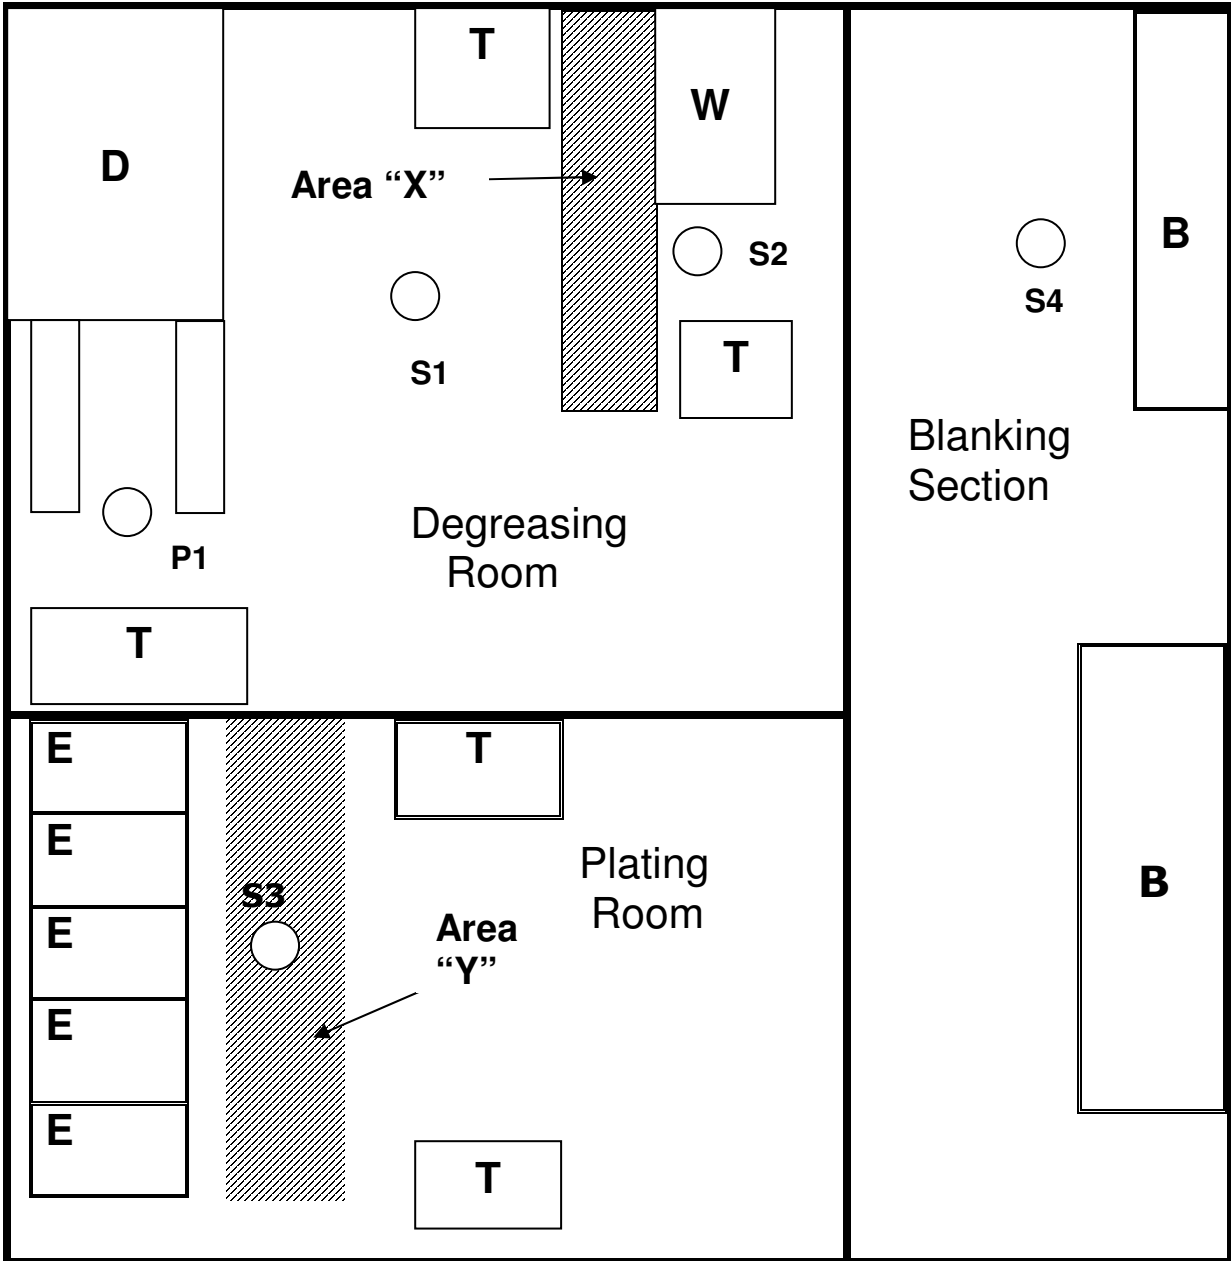 T
W
D
Area “X”
S2
B
S4
S1
T
Blanking
Section
Degreasing
Room
P1
T
E
T
E
Plating
Room
S3
E
Area
“Y”
B
E
E
T